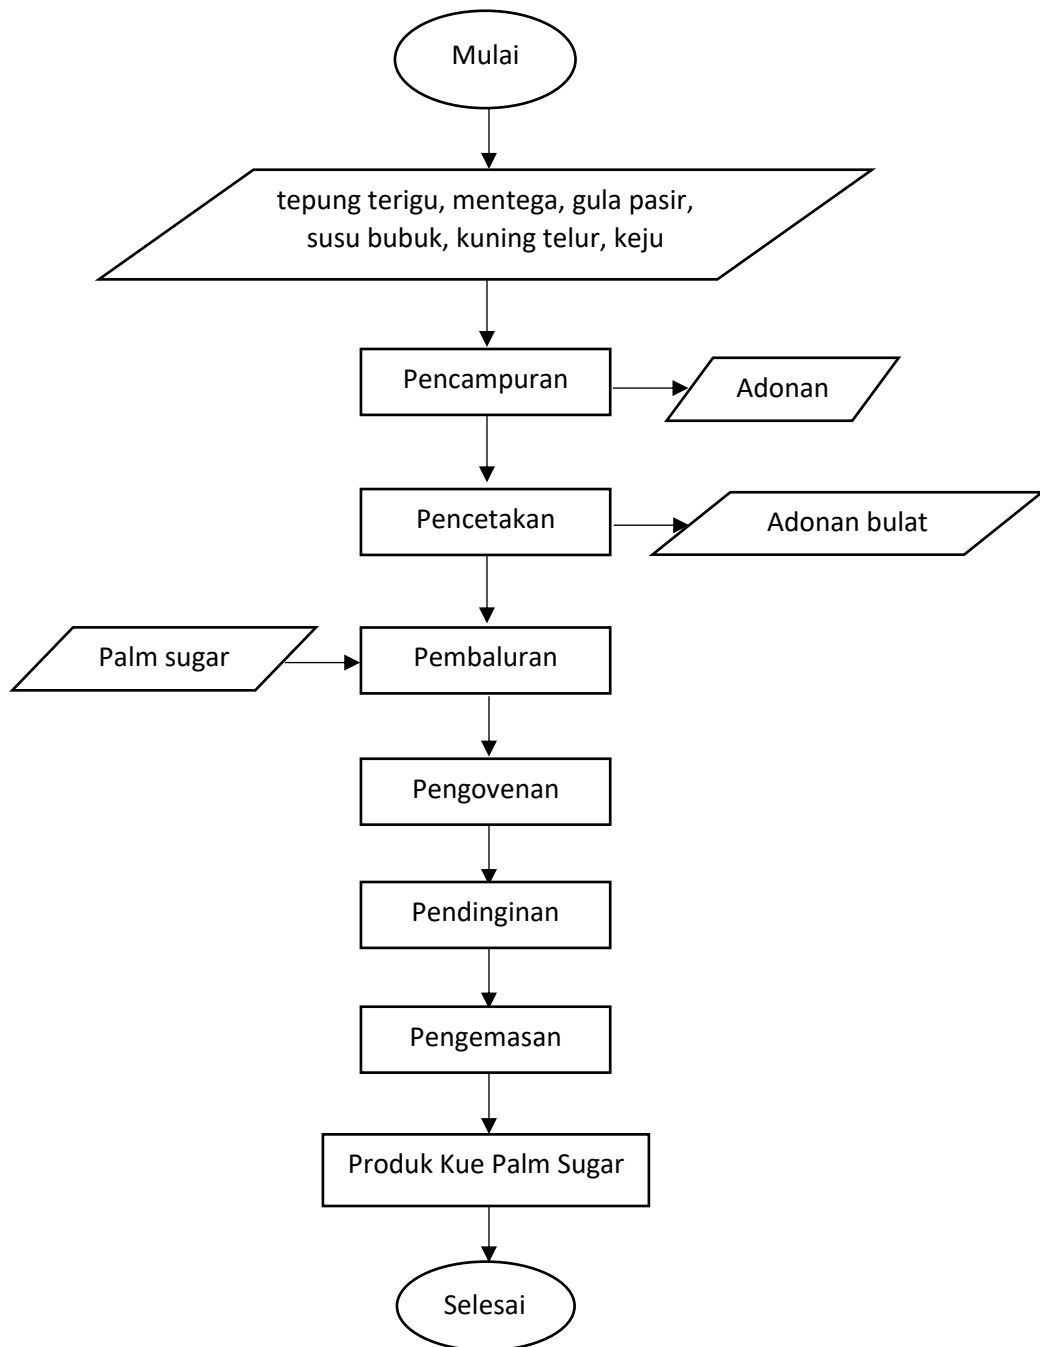 Mulai
tepung terigu, mentega, gula pasir,
susu bubuk, kuning telur, keju
Pencampuran
Adonan
Pencetakan
Adonan bulat
Palm sugar
Pembaluran
Pengovenan
Pendinginan
Pengemasan
Produk Kue Palm Sugar
Selesai